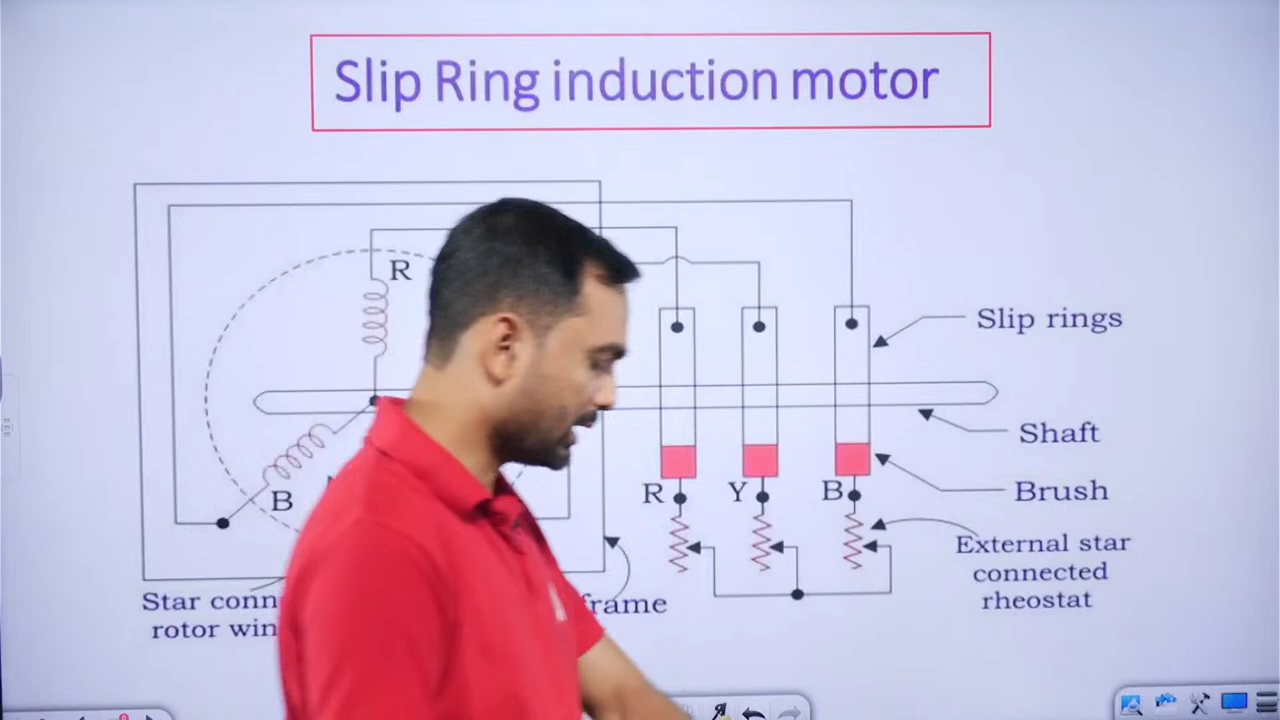 Slip Ring induction motor
R
Slip rings
Shaft
B
R
Y
B
Brush
External star
connected
rheostat
Star conn
rotor win
frame